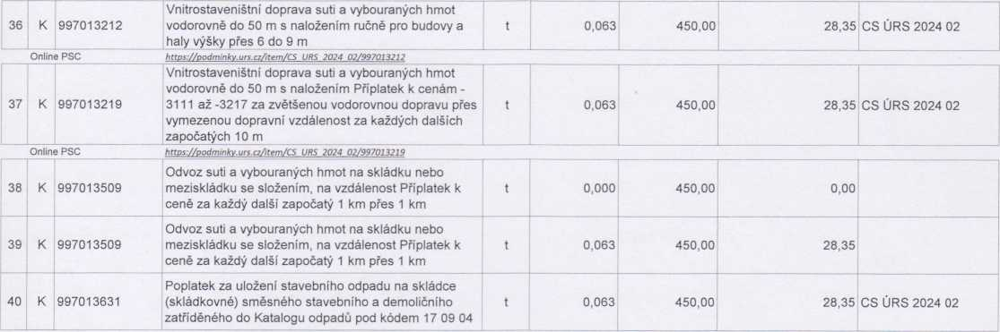 Vnitrostaveništní doprava suti a vybouraných hmot
36 K 997013212 vodorovně do 50 m s naložením ručně pro budovy a t 0,063 450,00 28,35 CS ÚRS 2024 02
haly výšky přes 6 do 9 m
Online PSC https://podminky.urs.cz/item/CS_URS_2024_02/997013212
Vnitrostaveništní doprava suti a vybouraných hmot
vodorovně do 50 m s naložením Příplatek k cenám -
37 K 997013219 3111 až -3217 za zvětšenou vodorovnou dopravu přes t 0,063 450,00 28,35 CS ÚRS 2024 02
vymezenou dopravní vzdálenost za každých dalších
započatých 10 m
Online PSC https://podminky.urs.cz/item/CS_URS_2024_02/997013219
Odvoz suti a vybouraných hmot na skládku nebo
38 K 997013509 meziskládku se složením, na vzdálenost Příplatek k t 0,000 450,00 0,00
ceně za každý další započatý 1 km přes 1 km
Odvoz suti a vybouraných hmot na skládku nebo
39 K 997013509 meziskládku se složením, na vzdálenost Příplatek k t 0,063 450,00 28,35
ceně za každý další započatý 1 km přes 1 km
Poplatek za uložení stavebního odpadu na skládce
40 K 997013631 (skládkovné) směsného stavebního a demoličního t 0,063 450,00 28,35 CS ÚRS 2024 02
zatříděného do Katalogu odpadů pod kódem 17 09 04